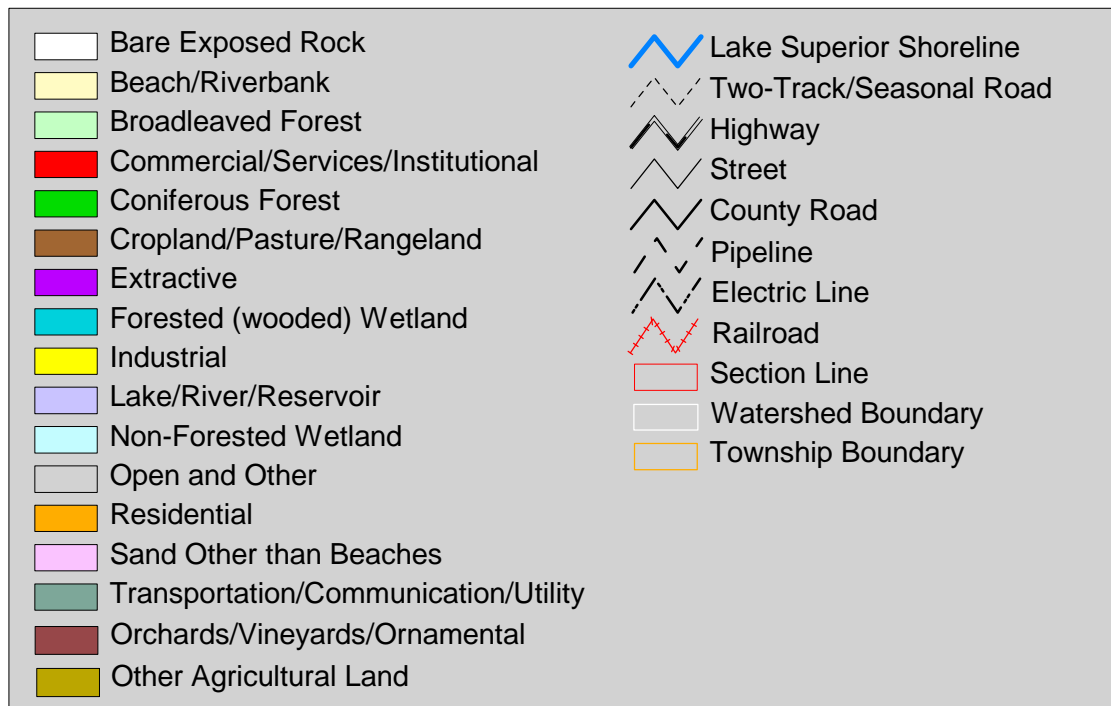 Bare Exposed Rock
Beach/Riverbank
Broadleaved Forest
Commercial/Services/Institutional
Coniferous Forest
Cropland/Pasture/Rangeland
Extractive
Forested (wooded) Wetland
Industrial
Lake/River/Reservoir
Non-Forested Wetland
Open and Other
Residential
Sand Other than Beaches
Transportation/Communication/Utility
Orchards/Vineyards/Ornamental
Other Agricultural Land
Lake Superior Shoreline
Two-Track/Seasonal Road
Highway
Street
County Road
Pipeline
Electric Line
Railroad
Section Line
Watershed Boundary
Township Boundary